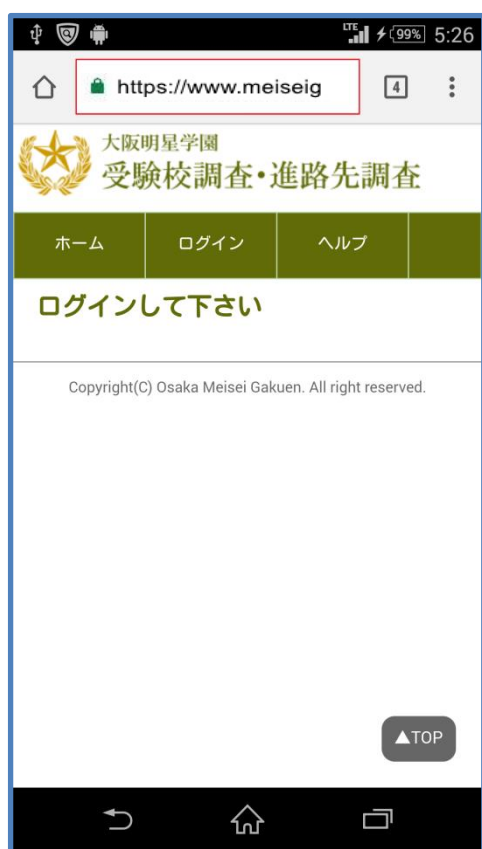 LTE 99% 5:26
https://www.meiseig 4
大阪明星学園
受験校調査・進路先調査
ホーム ログイン ヘルプ
ログインして下さい
Copyright(C) Osaka Meisei Gakuen. All right reserved.
▲TOP